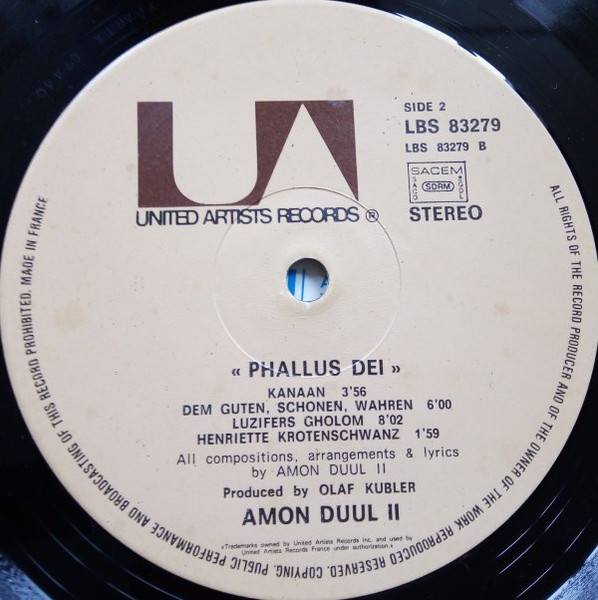 SIDE 2
LBS 83279
LBS 83279 B
UA
SACEM
SACD SDRM SGDL
STEREO
UNITED ARTISTS RECORDS ®
« PHALLUS DEI »
KANAAN 3'56
DEM GUTEN, SCHONEN, WAHREN 6'00
LUZIFERS GHOLOM 8'02
HENRIETTE KROTENSCHWANZ 1'59
All compositions, arrangements & lyrics
by AMON DUUL II
Produced by OLAF KUBLER
AMON DUUL II
«Trademarks owned by United Artists Records Inc. and used by
United Artists Records France under authorization.»
ALL RIGHTS OF THE RECORD PRODUCER AND OF THE OWNER OF THE WORK REPRODUCED RESERVED. COPYING, PUBLIC PERFORMANCE AND BROADCASTING OF THIS RECORD PROHIBITED. MADE IN FRANCE